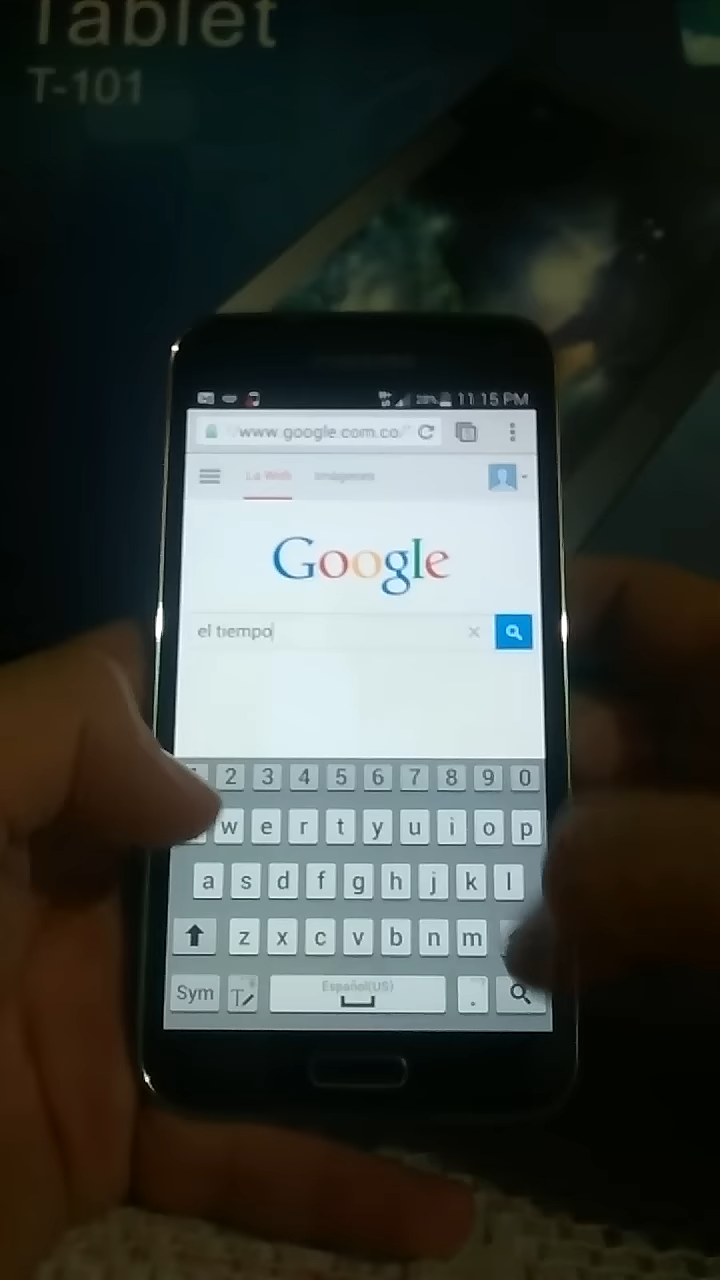 Tablet
T-101
28% 11:15 PM
www.google.com.co/
La Web Imágenes
Google
el tiempo
2 3 4 5 6 7 8 9 0
w e r t y u i o p
a s d f g h j k l
z x c v b n m
Sym T Español(US) .